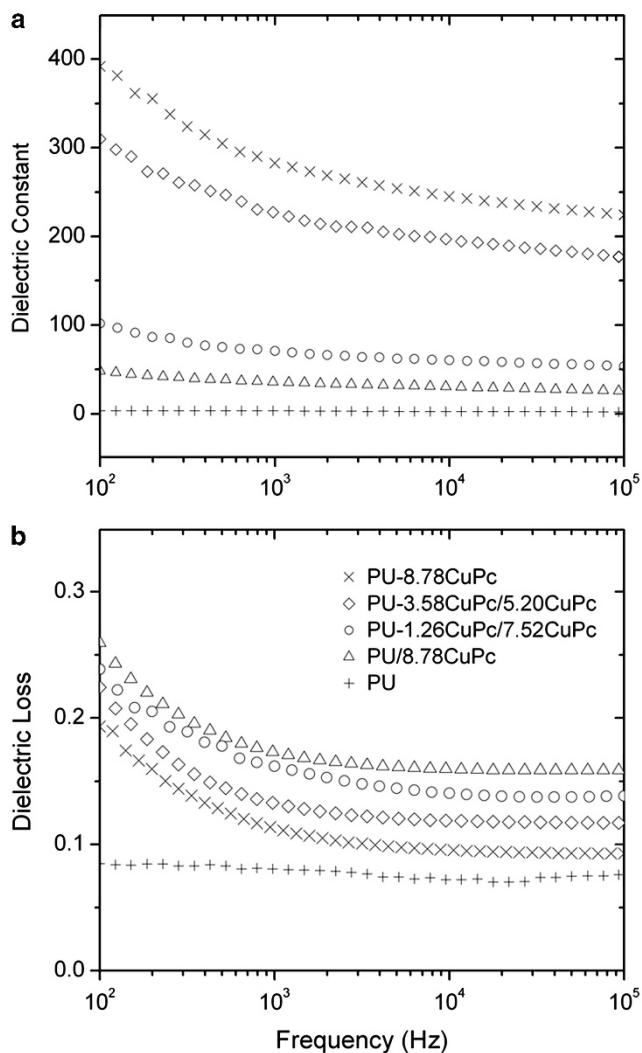 a
400
300
200
100
0
Dielectric Constant
10²
10³
10⁴
10⁵
b
0.3
0.2
0.1
0.0
Dielectric Loss
PU-8.78CuPc
PU-3.58CuPc/5.20CuPc
PU-1.26CuPc/7.52CuPc
PU/8.78CuPc
PU
10²
10³
10⁴
10⁵
Frequency (Hz)